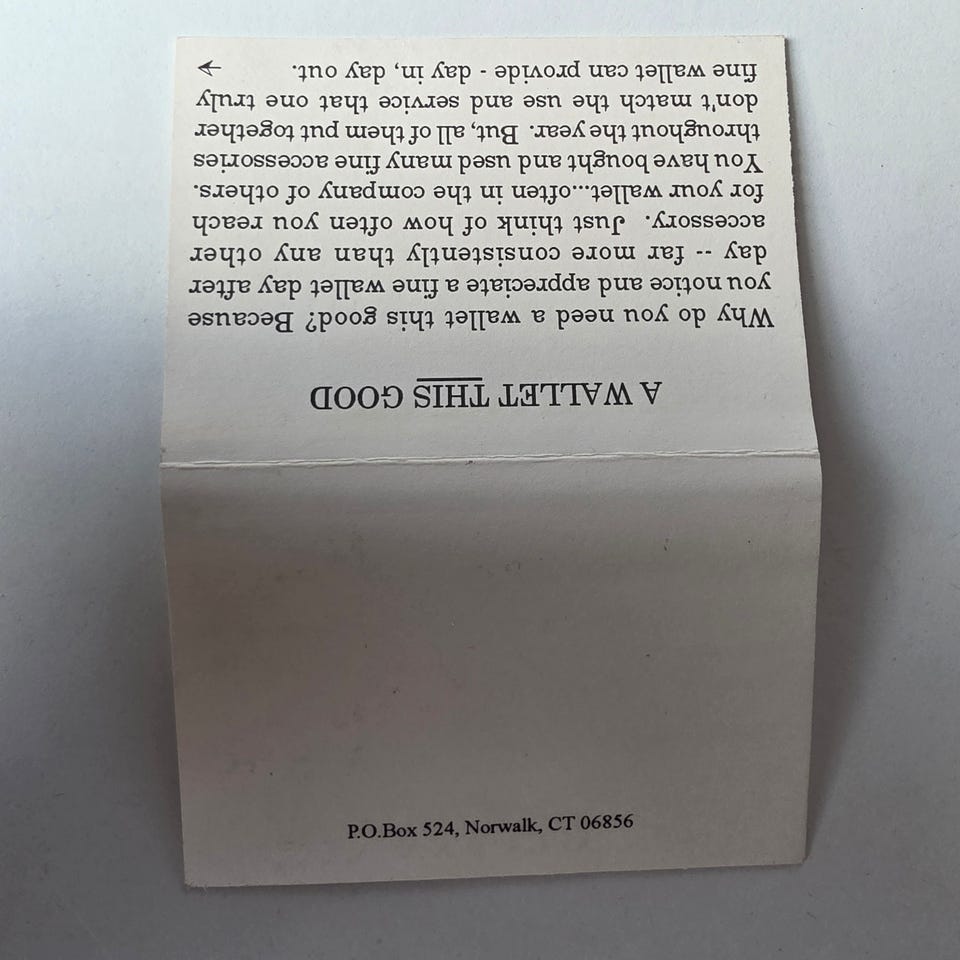 A WALLET THIS GOOD
Why do you need a wallet this good? Because
you notice and appreciate a fine wallet day after
day -- far more consistently than any other
accessory. Just think of how often you reach
for your wallet...often in the company of others.
You have bought and used many fine accessories
throughout the year. But, all of them put together
don't match the use and service that one truly
fine wallet can provide - day in, day out.
P.O.Box 524, Norwalk, CT 06856